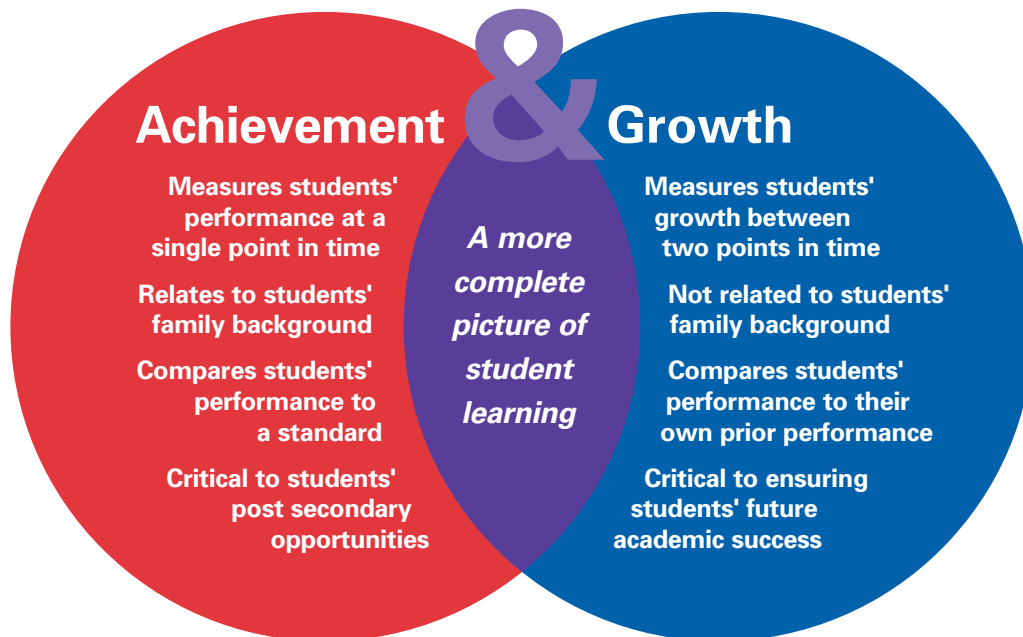 &
Achievement
Measures students'
performance at a
single point in time
Relates to students'
family background
Compares students'
performance to
a standard
Critical to students'
post secondary
opportunities
A more
complete
picture of
student
learning
Growth
Measures students'
growth between
two points in time
Not related to students'
family background
Compares students'
performance to their
own prior performance
Critical to ensuring
students' future
academic success